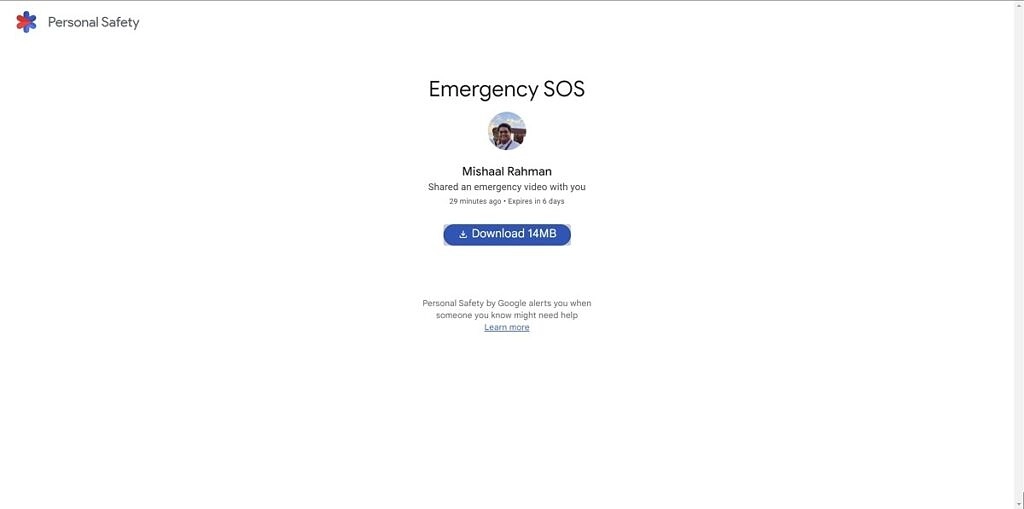 Personal Safety
Emergency SOS
Mishaal Rahman
Shared an emergency video with you
29 minutes ago • Expires in 6 days
Download 14MB
Personal Safety by Google alerts you when
someone you know might need help
Learn more